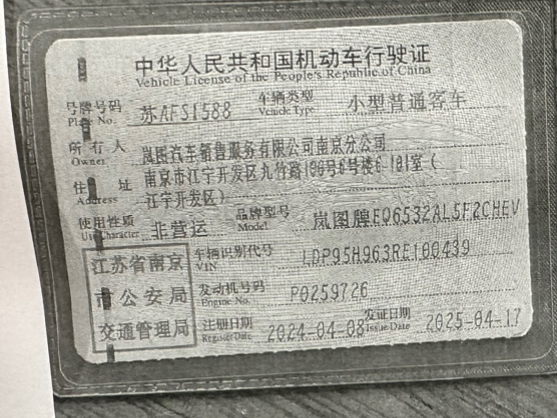 中华人民共和国机动车行驶证
Vehicle License of the People's Republic of China
号牌号码 苏AFS1588 车辆类型 小型普通客车
Plate No. Vehicle Type
所有人 岚图汽车销售服务有限公司南京分公司
Owner
住址 南京市江宁开发区九竹路100号6号楼6-101室(
Address 江宁开发区)
使用性质 非营运 品牌型号 岚图牌EQ6532ALSF2CHEV
Use Character Model
江苏省南京 车辆识别代号 LDP95H963RE100439
VIN
市公安局 发动机号码 P0259726
Engine No.
交通管理局 注册日期 2024-04-08 发证日期 2025-04-17
Register Date Issue Date